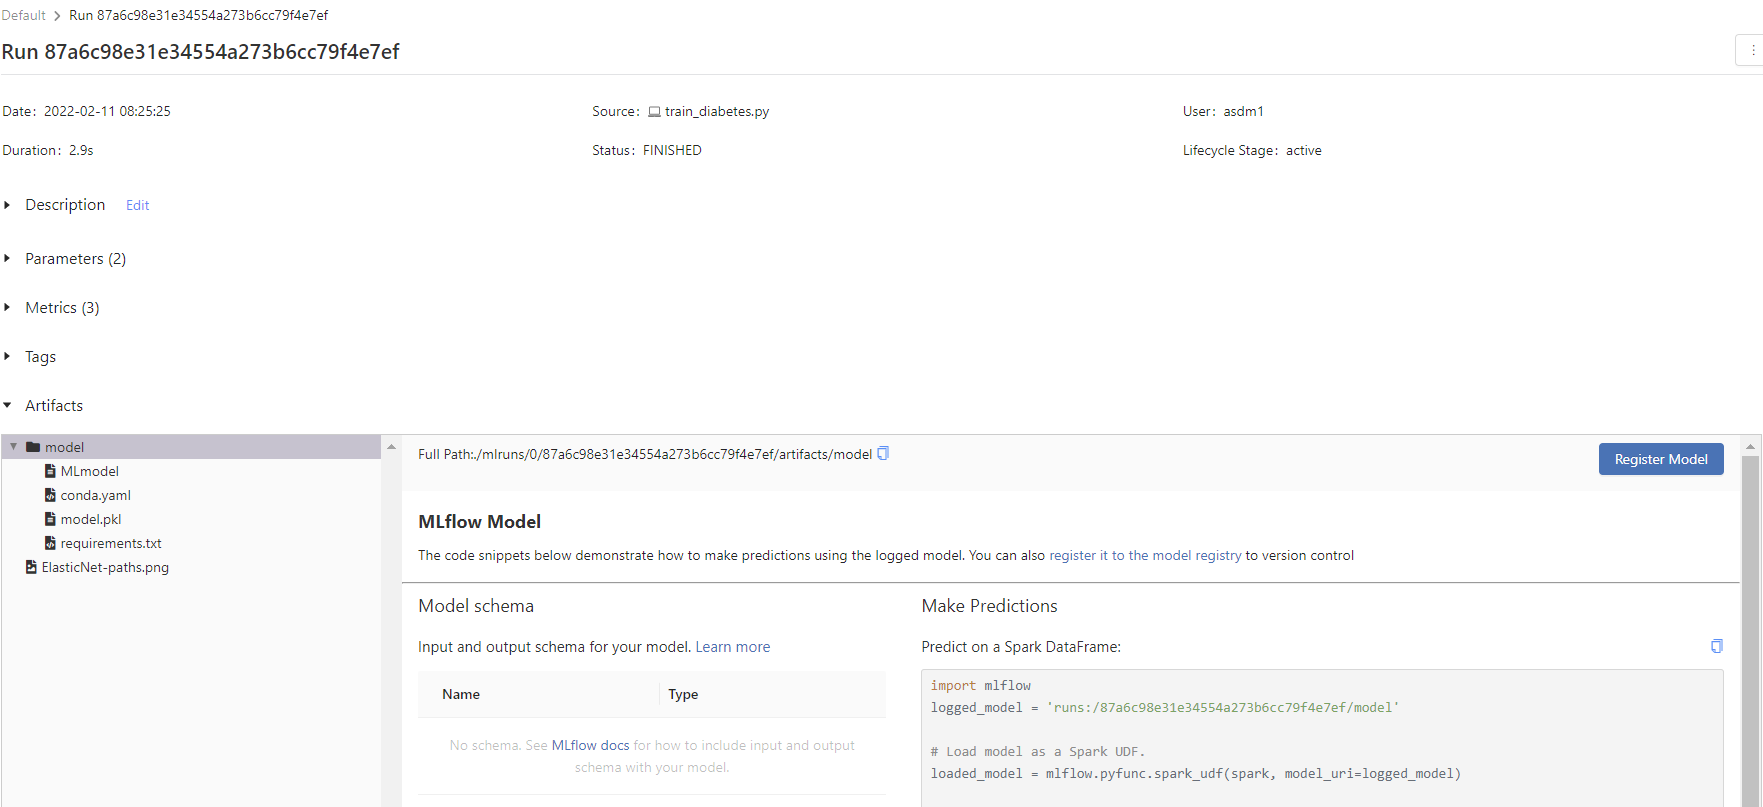 Default > Run 87a6c98e31e34554a273b6cc79f4e7ef
Run 87a6c98e31e34554a273b6cc79f4e7ef
Date: 2022-02-11 08:25:25
Source: train_diabetes.py
User: asdm1
Duration: 2.9s
Status: FINISHED
Lifecycle Stage: active
Description Edit
Parameters (2)
Metrics (3)
Tags
Artifacts
model
MLmodel
conda.yaml
model.pkl
requirements.txt
ElasticNet-paths.png
Full Path:./mlruns/0/87a6c98e31e34554a273b6cc79f4e7ef/artifacts/model
Register Model
MLflow Model
The code snippets below demonstrate how to make predictions using the logged model. You can also register it to the model registry to version control
Model schema
Input and output schema for your model. Learn more
Name Type
No schema. See MLflow docs for how to include input and output
schema with your model.
Make Predictions
Predict on a Spark DataFrame:
import mlflow
logged_model = 'runs:/87a6c98e31e34554a273b6cc79f4e7ef/model'
# Load model as a Spark UDF.
loaded_model = mlflow.pyfunc.spark_udf(spark, model_uri=logged_model)